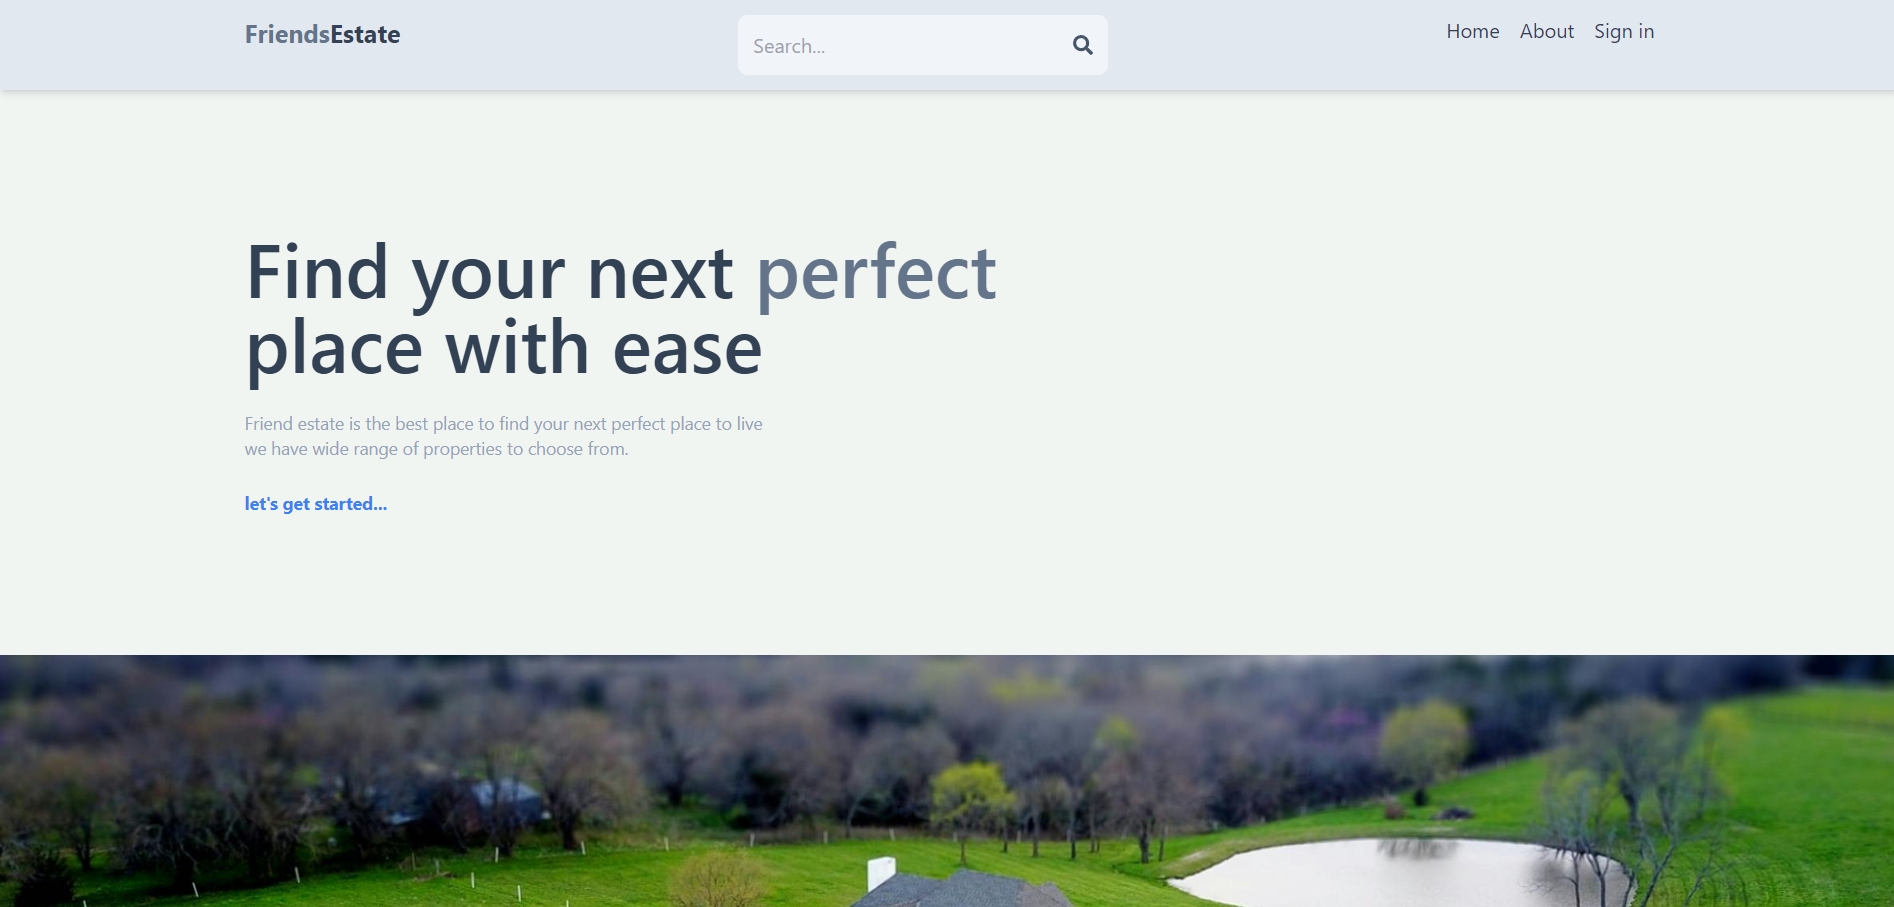 FriendsEstate
Search...
Home About Sign in
Find your next perfect
place with ease
Friend estate is the best place to find your next perfect place to live
we have wide range of properties to choose from.
let's get started...